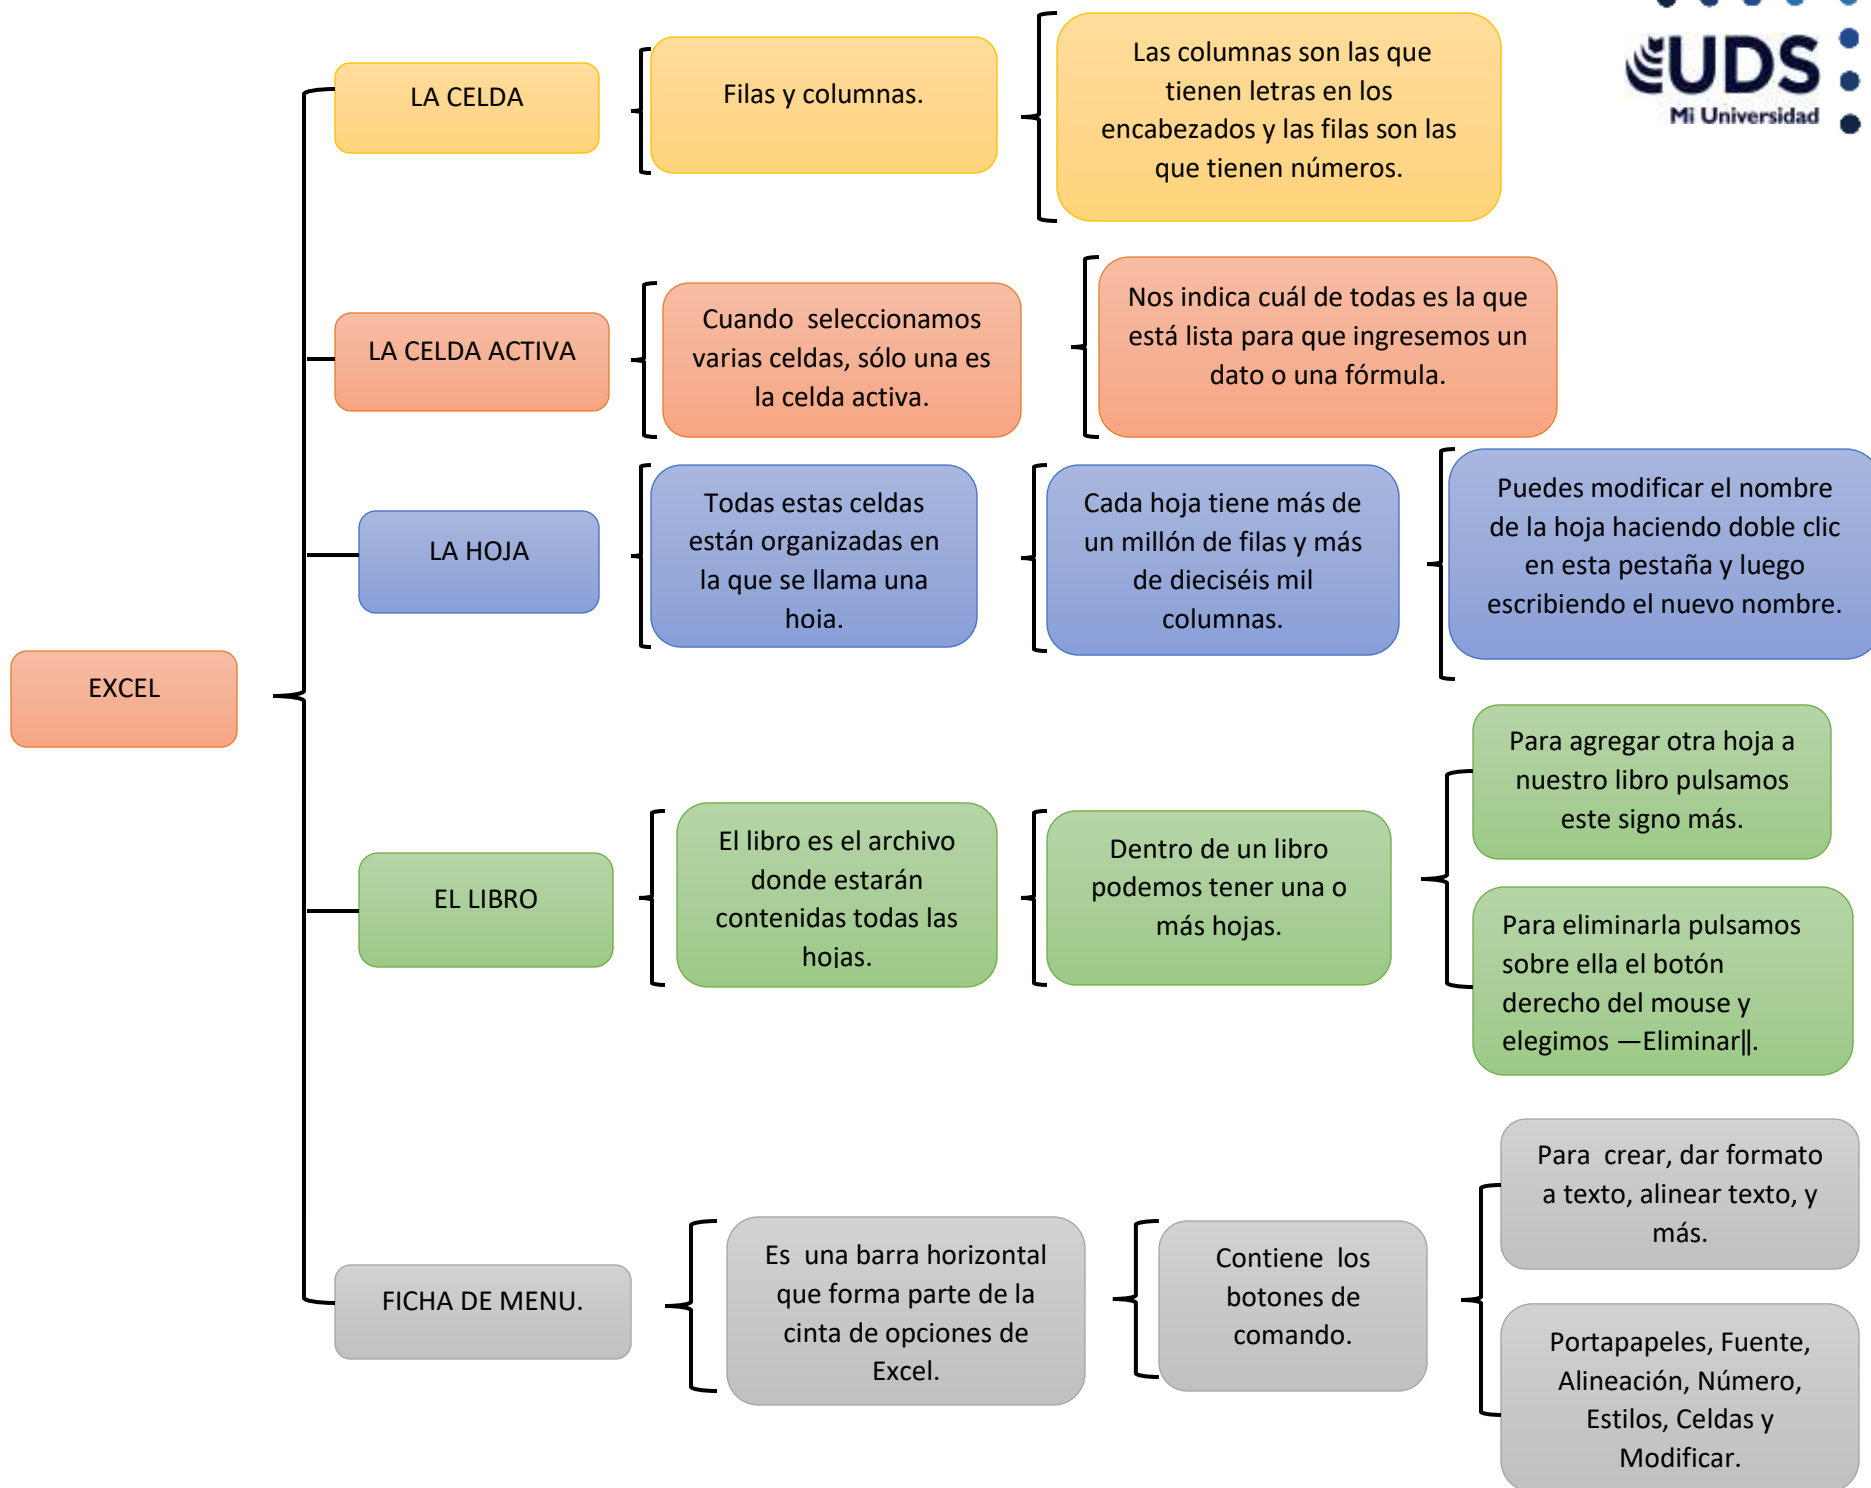 UDS
Mi Universidad
EXCEL
LA CELDA
Filas y columnas.
Las columnas son las que
tienen letras en los
encabezados y las filas son las
que tienen números.
LA CELDA ACTIVA
Cuando  seleccionamos
varias celdas, sólo una es
la celda activa.
Nos indica cuál de todas es la que
está lista para que ingresemos un
dato o una fórmula.
LA HOJA
Todas estas celdas
están organizadas en
la que se llama una
hoja.
Cada hoja tiene más de
un millón de filas y más
de dieciséis mil
columnas.
Puedes modificar el nombre
de la hoja haciendo doble clic
en esta pestaña y luego
escribiendo el nuevo nombre.
EL LIBRO
El libro es el archivo
donde estarán
contenidas todas las
hojas.
Dentro de un libro
podemos tener una o
más hojas.
Para agregar otra hoja a
nuestro libro pulsamos
este signo más.
Para eliminarla pulsamos
sobre ella el botón
derecho del mouse y
elegimos ―Eliminar‖.
FICHA DE MENU.
Es  una barra horizontal
que forma parte de la
cinta de opciones de
Excel.
Contiene  los
botones de
comando.
Para  crear, dar formato
a texto, alinear texto, y
más.
Portapapeles, Fuente,
Alineación, Número,
Estilos, Celdas y
Modificar.